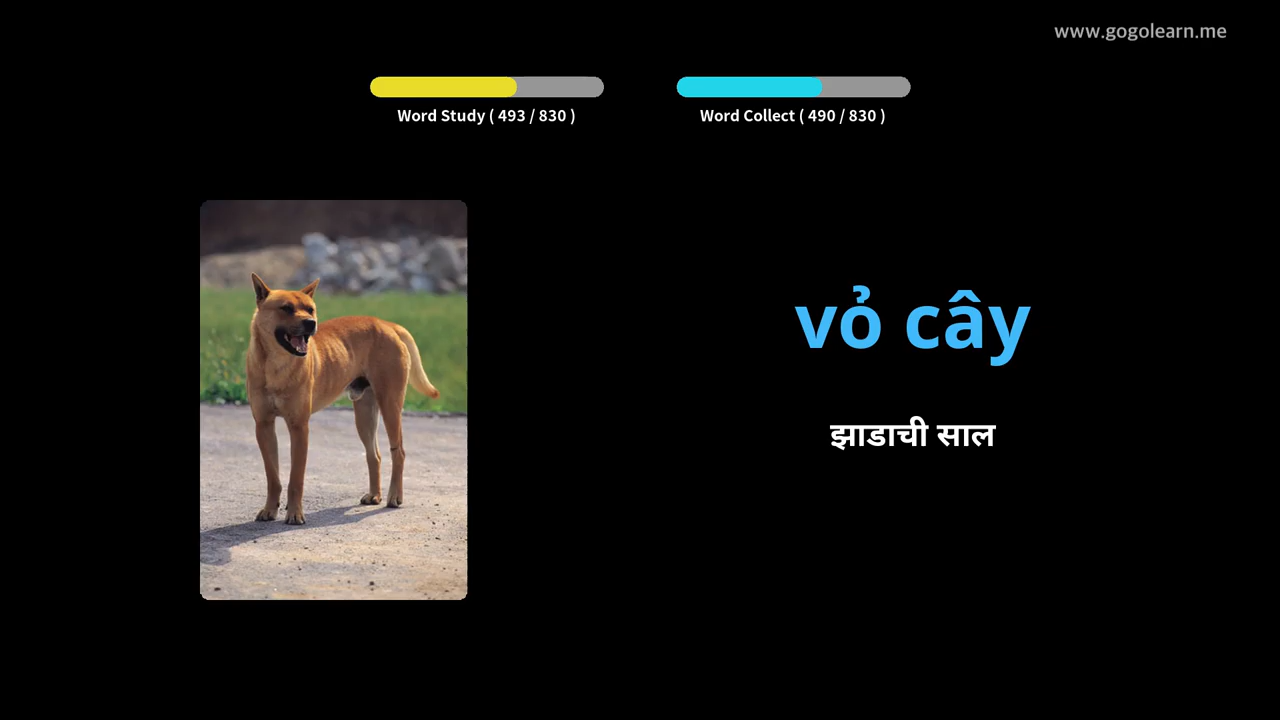 www.gogolearn.me
Word Study ( 493 / 830 )
Word Collect ( 490 / 830 )
vỏ cây
झाडाची साल